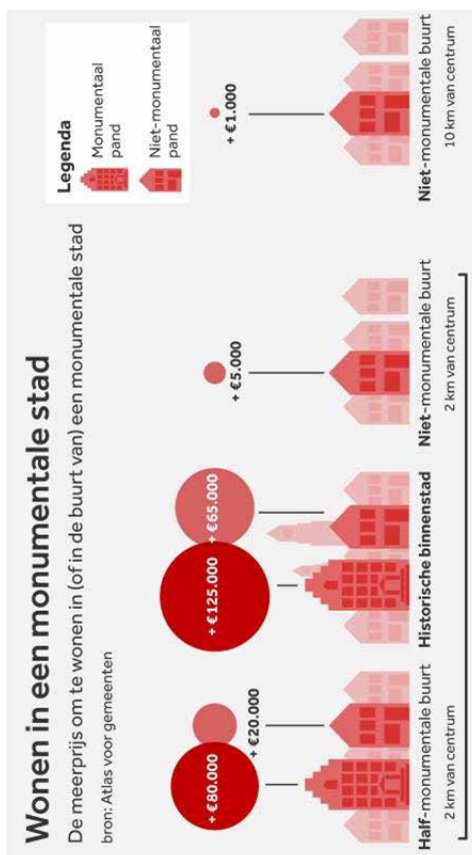 Wonen in een monumentale stad
De meerprijs om te wonen in (of in de buurt van) een monumentale stad
bron: Atlas voor gemeenten
Legenda
Monumentaal
pand
Niet-monumentaal
pand
+ €80.000
+ €20.000
Half-monumentale buurt
2 km van centrum
+ €125.000
+ €65.000
Historische binnenstad
+ €5.000
Niet-monumentale buurt
2 km van centrum
+ €1.000
Niet-monumentale buurt
10 km van centrum